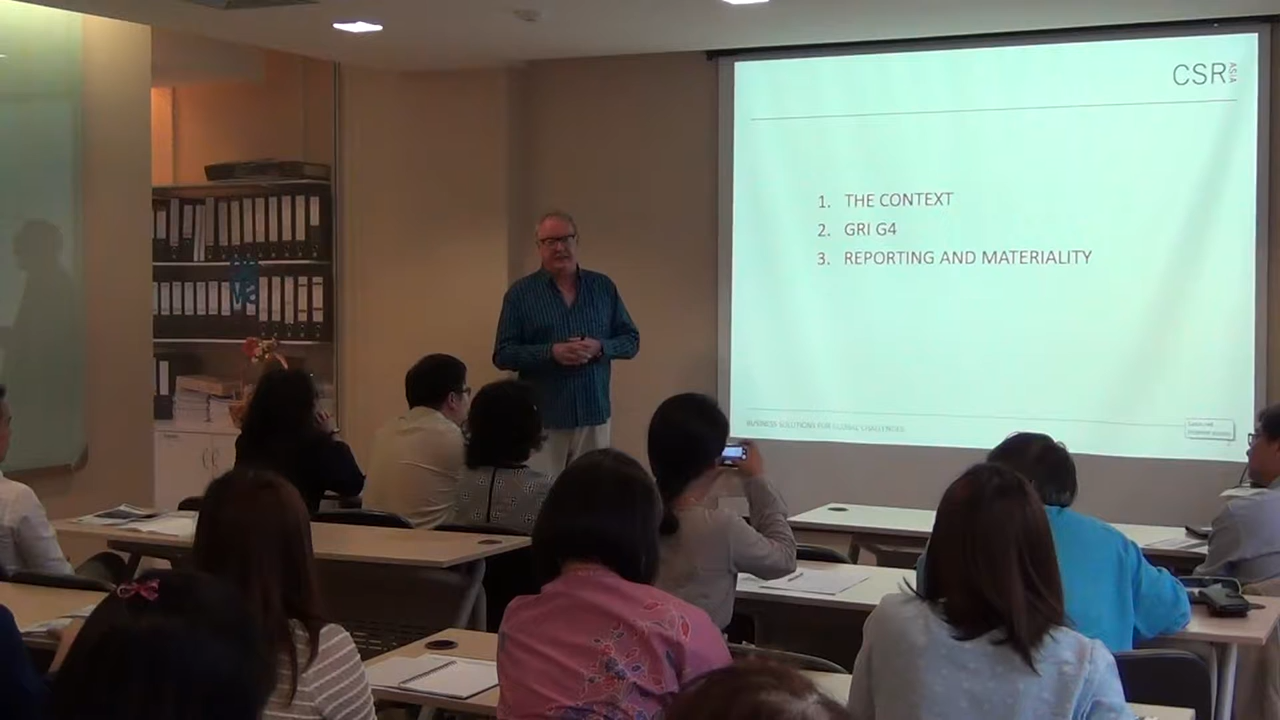 CSR ASIA
1. THE CONTEXT
2. GRI G4
3. REPORTING AND MATERIALITY
BUSINESS SOLUTIONS FOR GLOBAL CHALLENGES